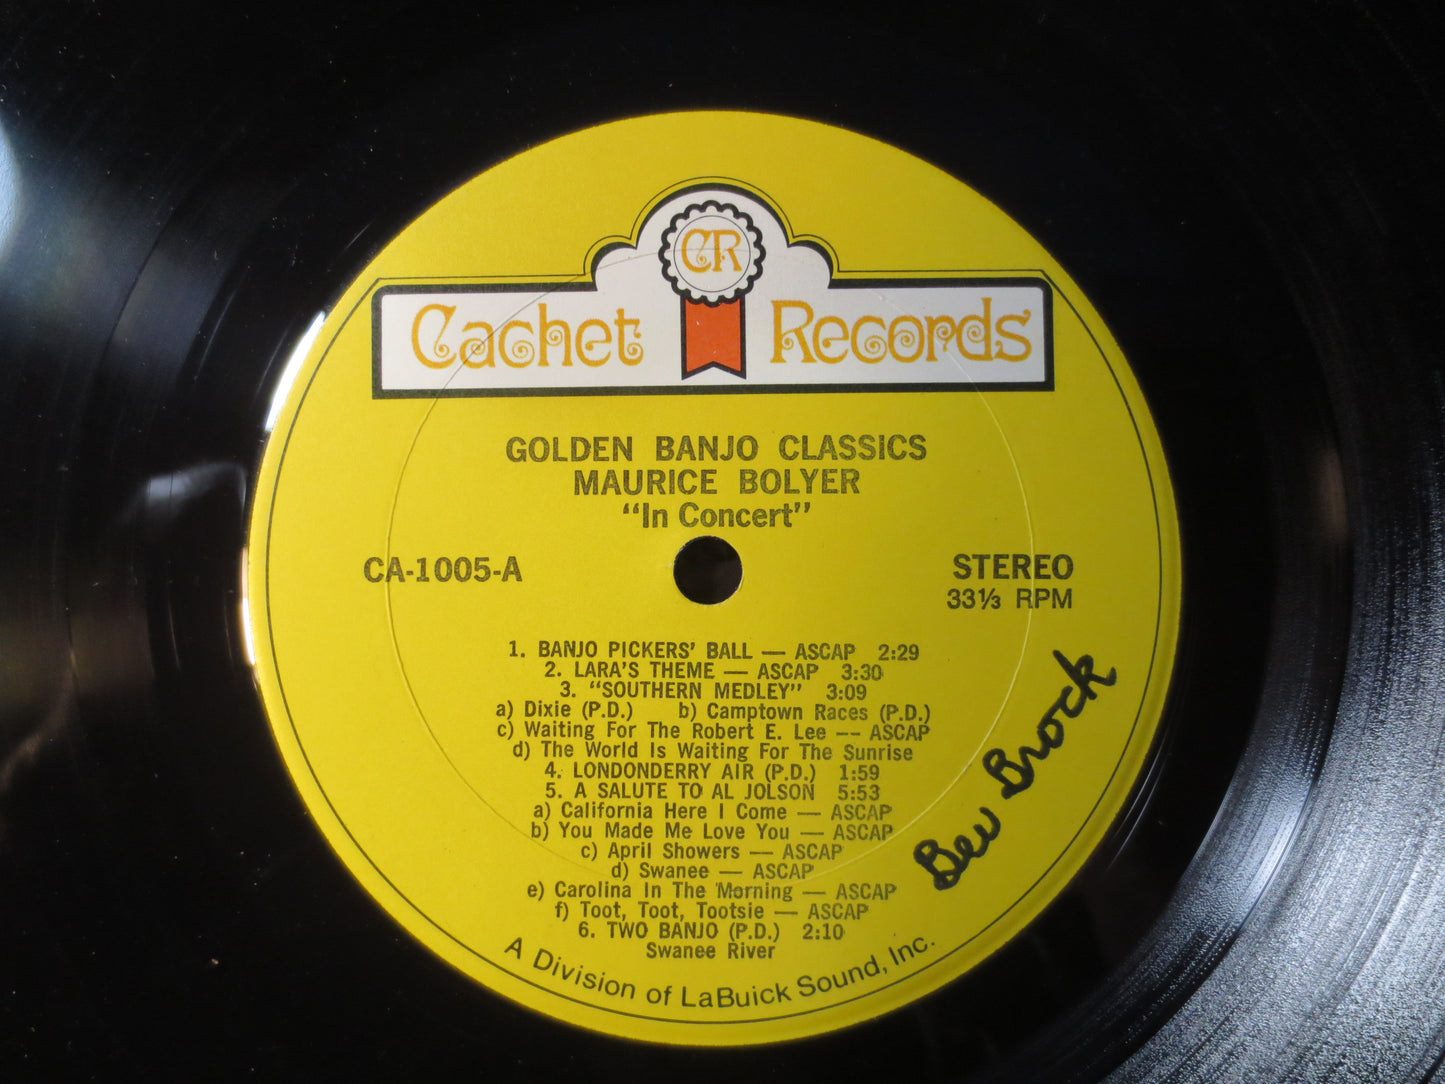 CR
Cachet Records
GOLDEN BANJO CLASSICS
MAURICE BOLYER
"In Concert"
CA-1005-A
STEREO
33⅓ RPM
1. BANJO PICKERS' BALL — ASCAP 2:29
2. LARA'S THEME — ASCAP 3:30
3. "SOUTHERN MEDLEY" 3:09
a) Dixie (P.D.) b) Camptown Races (P.D.)
c) Waiting For The Robert E. Lee -— ASCAP
d) The World Is Waiting For The Sunrise
4. LONDONDERRY AIR (P.D.) 1:59
5. A SALUTE TO AL JOLSON 5:53
a) California Here I Come — ASCAP
b) You Made Me Love You — ASCAP
c) April Showers — ASCAP
d) Swanee — ASCAP
e) Carolina In The Morning — ASCAP
f) Toot, Toot, Tootsie — ASCAP
6. TWO BANJO (P.D.) 2:10
Swanee River
A Division of LaBuick Sound, Inc.
Bev Brock